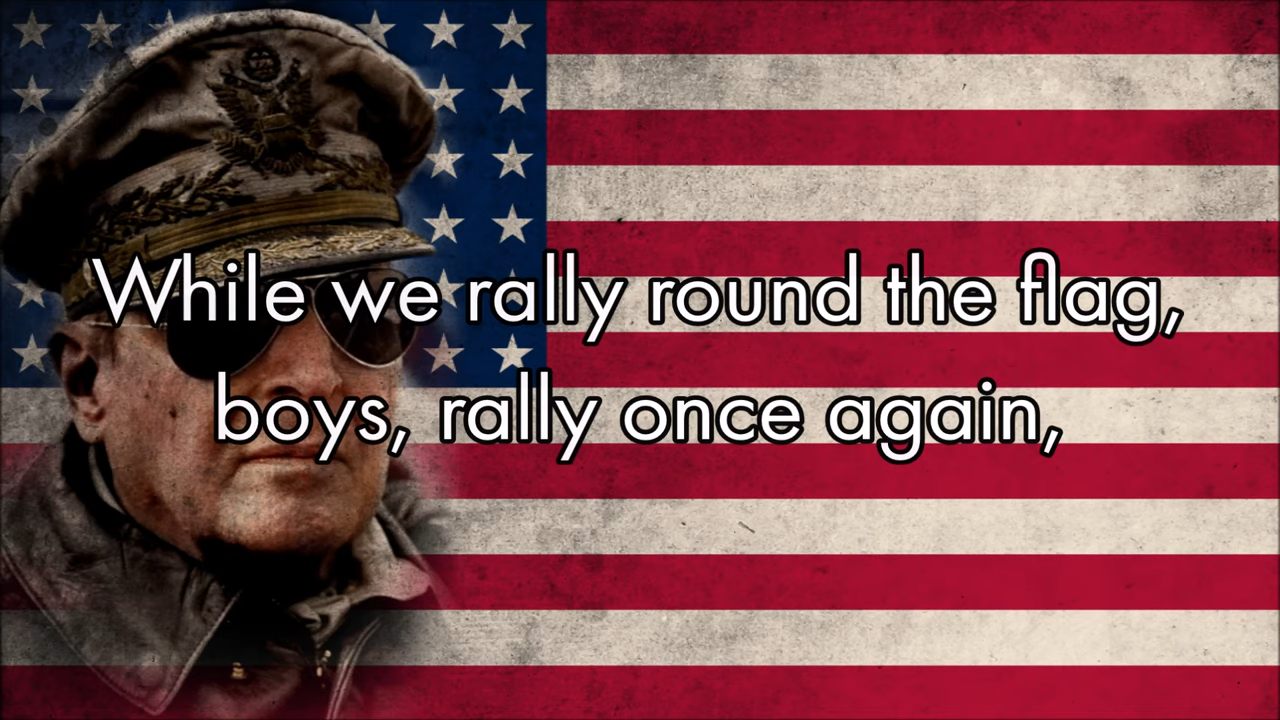 While we rally round the flag,
boys, rally once again,